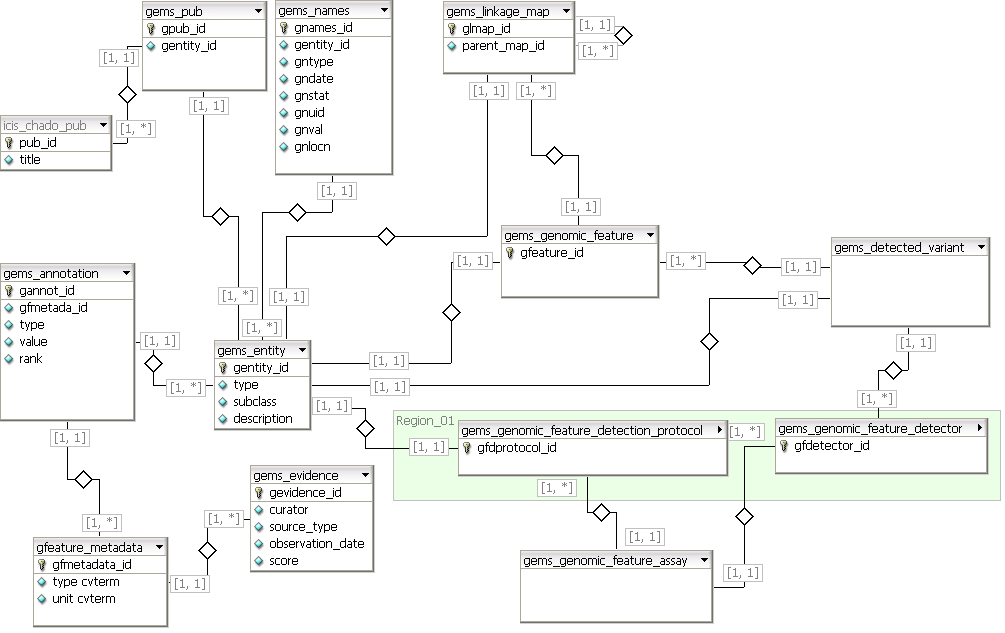 gems_pub
gpub_id
gentity_id
gems_names
gnames_id
gentity_id
gntype
gndate
gnstat
gnuid
gnval
gnlocn
gems_linkage_map
glmap_id
parent_map_id
[1, 1]
[1, *]
[1, 1]
icis_chado_pub
pub_id
title
[1, *]
[1, 1]
[1, 1]
[1, 1]
[1, *]
[1, 1]
gems_genomic_feature
gfeature_id
gems_detected_variant
[1, 1]
[1, *]
[1, 1]
gems_annotation
gannot_id
gfmetada_id
type
value
rank
[1, *]
[1, 1]
[1, 1]
[1, *]
[1, 1]
[1, *]
gems_entity
gentity_id
type
subclass
description
[1, 1]
[1, 1]
[1, 1]
[1, *]
[1, 1]
[1, 1]
Region_01
gems_genomic_feature_detection_protocol
gfdprotocol_id
[1, *]
gems_genomic_feature_detector
gfdetector_id
[1, 1]
gems_evidence
gevidence_id
curator
source_type
observation_date
score
[1, *]
[1, *]
[1, *]
[1, 1]
gfeature_metadata
gfmetadata_id
type cvterm
unit cvterm
[1, 1]
gems_genomic_feature_assay
[1, 1]